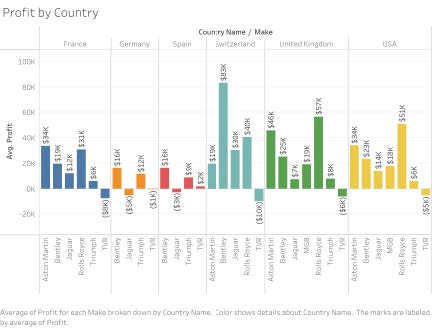 Profit by Country
Country Name / Make
France Germany Spain Switzerland United Kingdom USA
Avg. Profit
100K
80K
60K
40K
20K
0K
-20K
$34K $19K $12K $31K $6K ($8K)
$16K ($5K) $12K ($1K)
$16K ($3K) $9K $2K
$19K $83K $30K $40K ($10K)
$46K $25K $7K $19K $57K $8K ($6K)
$34K $23K $14K $18K $51K $6K ($5K)
Aston Martin Bentley Jaguar Rolls Royce Triumph TVR
Bentley Jaguar Triumph TVR
Bentley Jaguar Triumph TVR
Aston Martin Bentley Jaguar Rolls Royce TVR
Aston Martin Bentley Jaguar MGB Rolls Royce Triumph TVR
Aston Martin Bentley Jaguar MGB Rolls Royce Triumph TVR
Average of Profit for each Make broken down by Country Name. Color shows details about Country Name. The marks are labeled
by average of Profit.